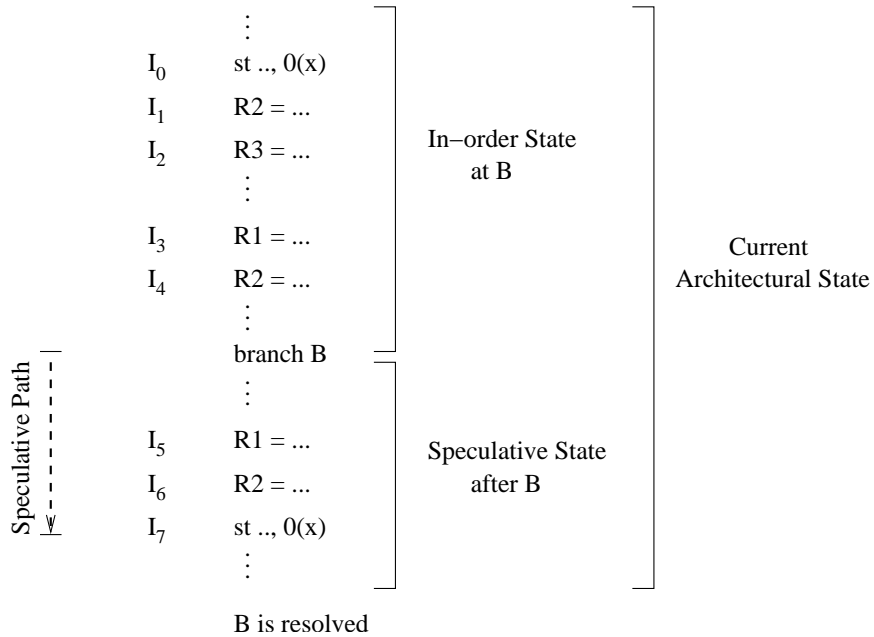 I0 st .., 0(x)
I1 R2 = ...
I2 R3 = ...
I3 R1 = ...
I4 R2 = ...
branch B
I5 R1 = ...
I6 R2 = ...
I7 st .., 0(x)
B is resolved
Speculative Path
In−order State
at B
Speculative State
after B
Current
Architectural State